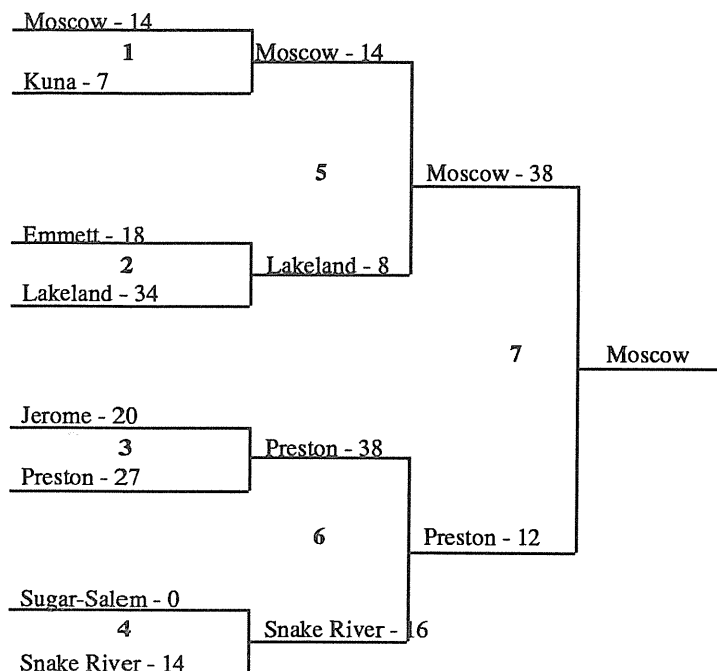 Moscow - 14
1
Moscow - 14
Kuna - 7
5
Moscow - 38
Emmett - 18
2
Lakeland - 8
Lakeland - 34
7
Moscow
Jerome - 20
3
Preston - 38
Preston - 27
6
Preston - 12
Sugar-Salem - 0
4
Snake River - 16
Snake River - 14